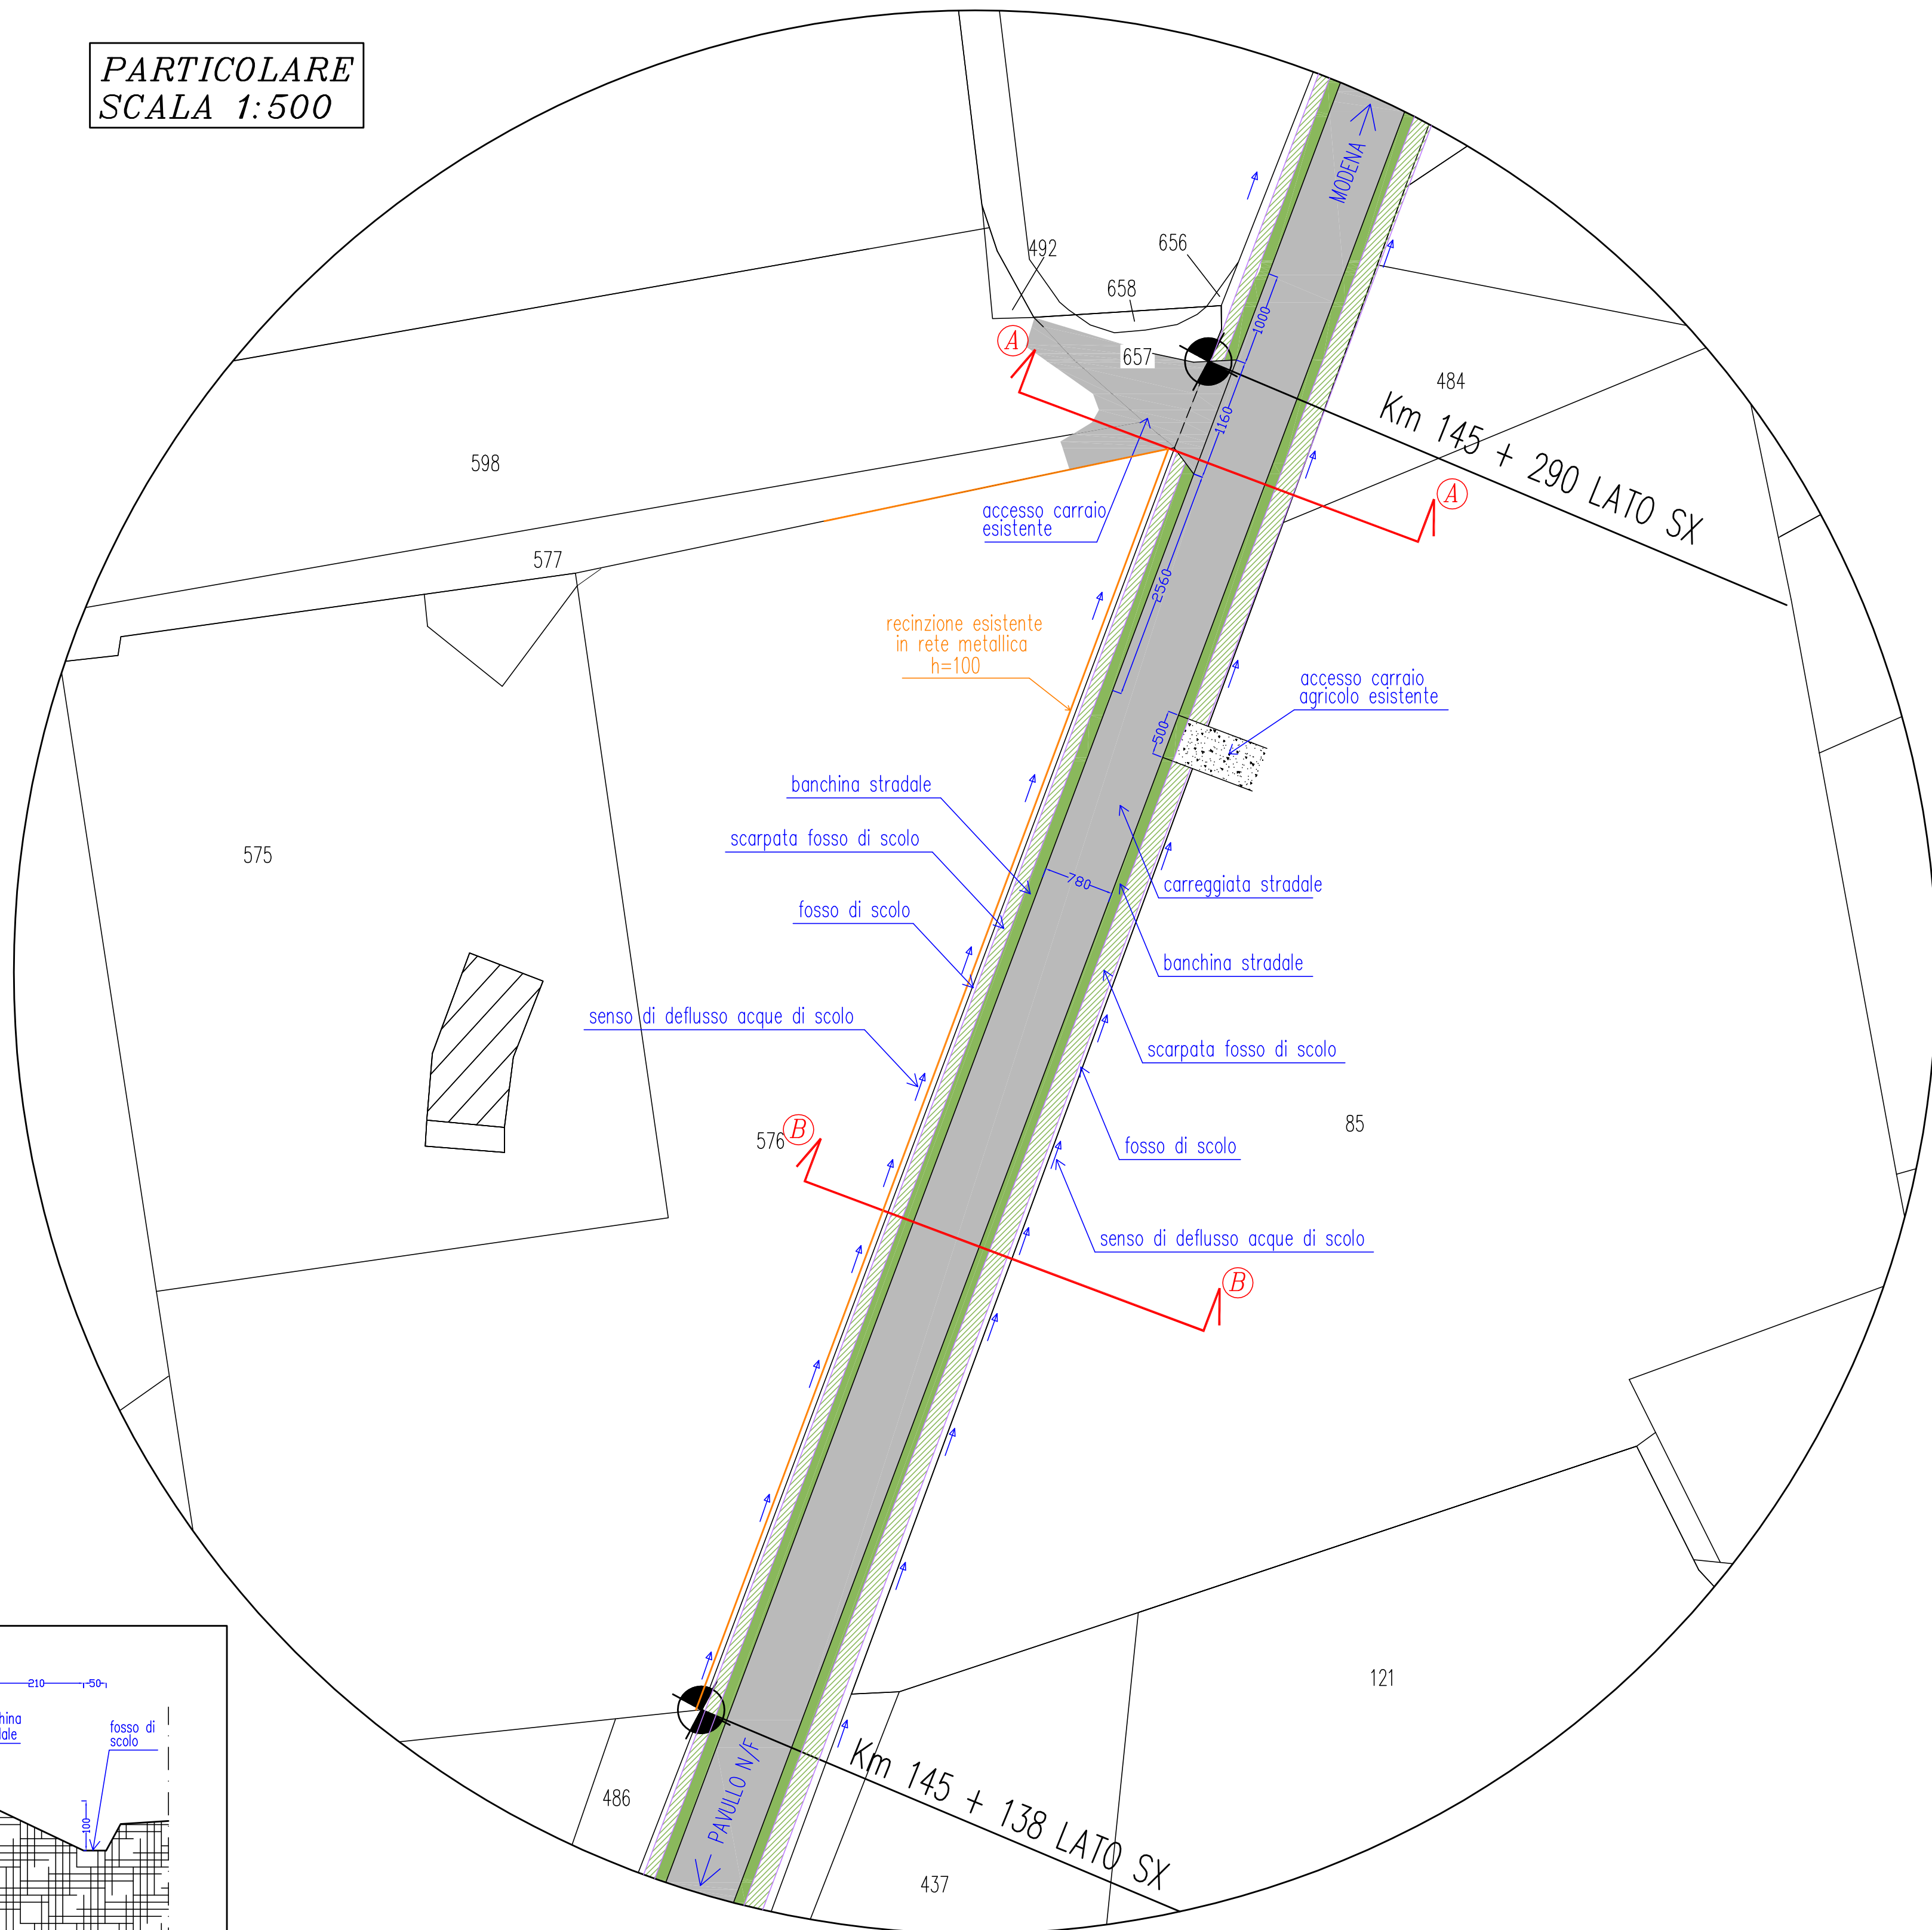 PARTICOLARE
SCALA 1:500
MODENA
492
656
658
1000
A
657
484
Km 145 + 290 LATO SX
1160
598
A
accesso carraio
esistente
577
2560
recinzione esistente
in rete metallica
h=100
accesso carraio
agricolo esistente
500
banchina stradale
scarpata fosso di scolo
575
780
carreggiata stradale
fosso di scolo
banchina stradale
senso di deflusso acque di scolo
scarpata fosso di scolo
85
576
B
fosso di scolo
senso di deflusso acque di scolo
B
121
210
50
fosso di
scolo
100
PAVULLO N/F
Km 145 + 138 LATO SX
486
437